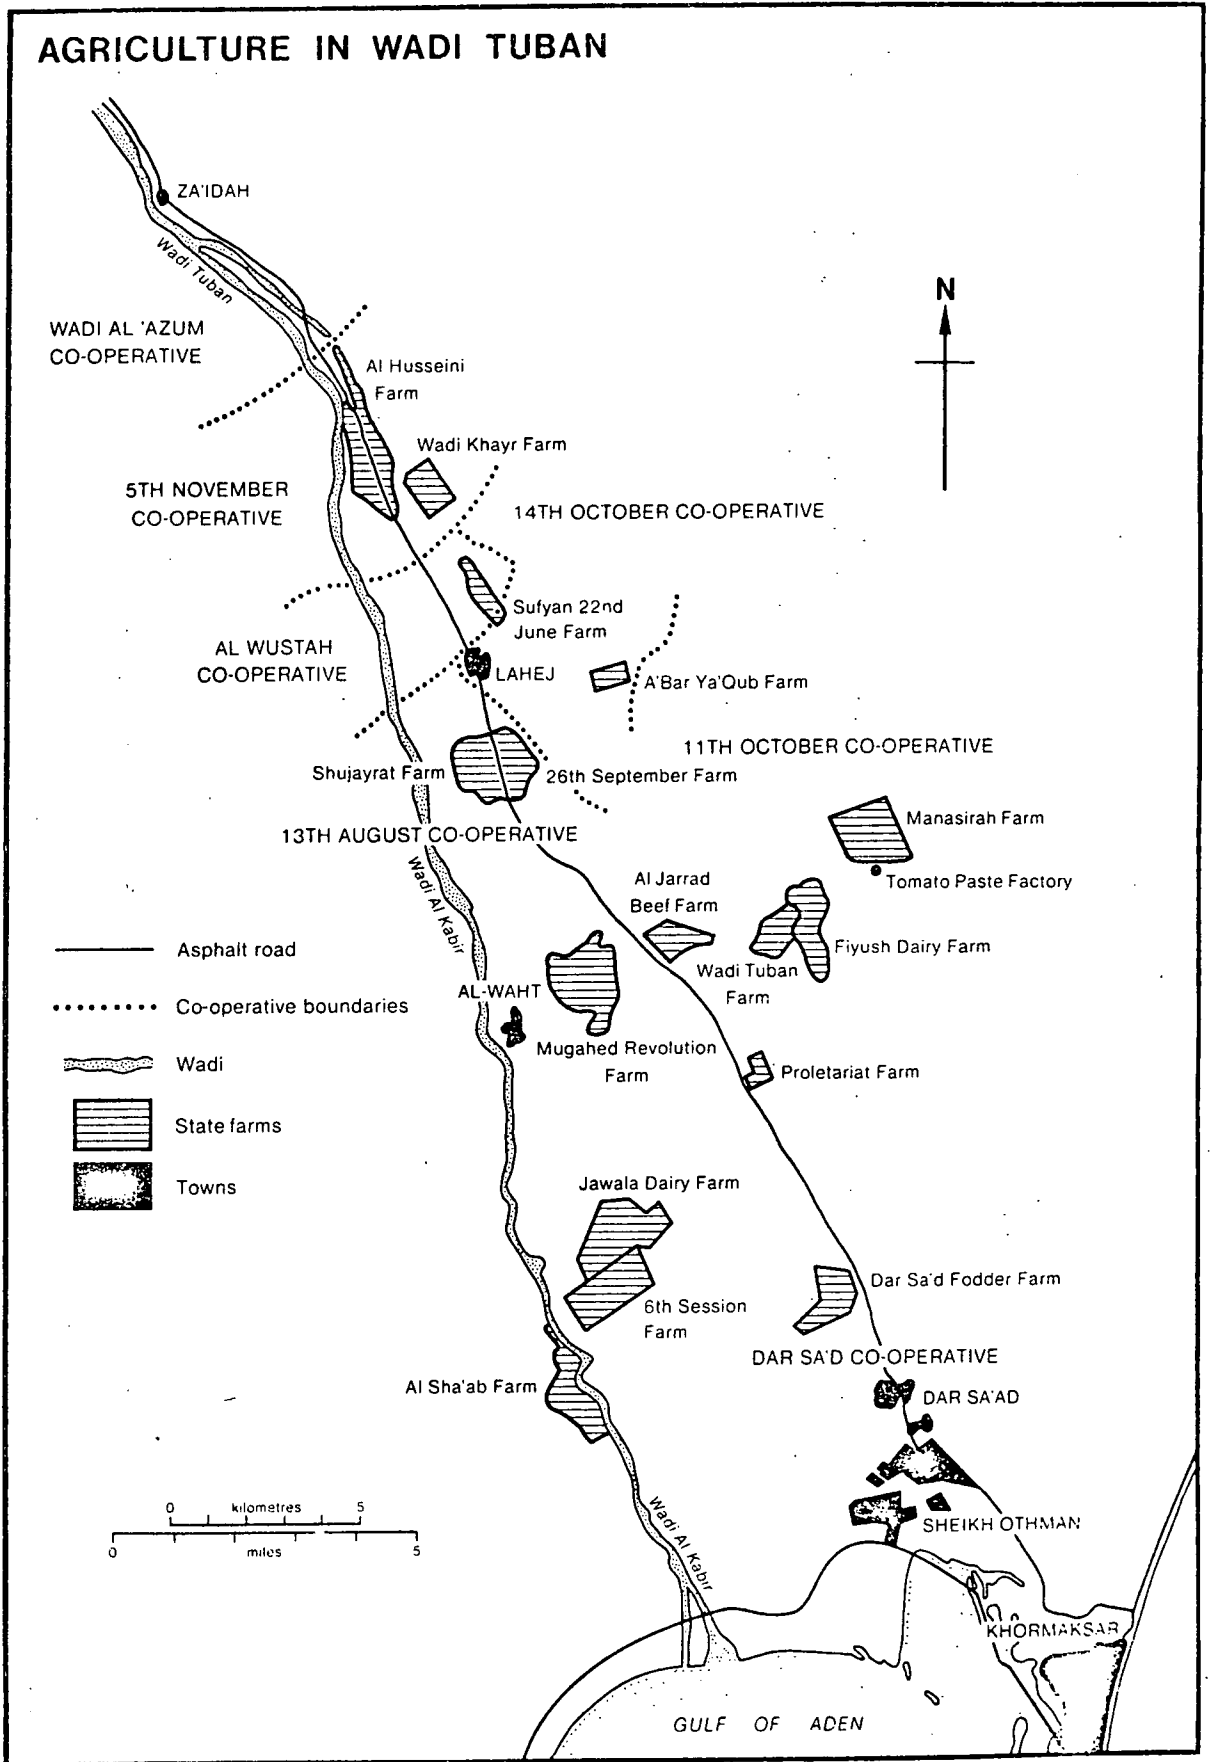 AGRICULTURE IN WADI TUBAN
ZA'IDAH
Wadi Tuban
N
WADI AL 'AZUM
CO-OPERATIVE
Al Husseini
Farm
Wadi Khayr Farm
5TH NOVEMBER
CO-OPERATIVE
14TH OCTOBER CO-OPERATIVE
Sufyan 22nd
June Farm
AL WUSTAH
CO-OPERATIVE
LAHEJ
A'Bar Ya'Qub Farm
11TH OCTOBER CO-OPERATIVE
Shujayrat Farm
26th September Farm
Manasirah Farm
13TH AUGUST CO-OPERATIVE
Wadi Al Kabir
Al Jarrad
Beef Farm
Tomato Paste Factory
Asphalt road
Wadi Tuban
Farm
Fiyush Dairy Farm
AL-WAHT
Co-operative boundaries
Mugahed Revolution
Farm
Wadi
Proletariat Farm
State farms
Towns
Jawala Dairy Farm
Dar Sa'd Fodder Farm
6th Session
Farm
DAR SA'D CO-OPERATIVE
Al Sha'ab Farm
DAR SA'AD
0 kilometres 5
0 miles 5
Wadi Al Kabir
SHEIKH OTHMAN
KHORMAKSAR
GULF OF ADEN